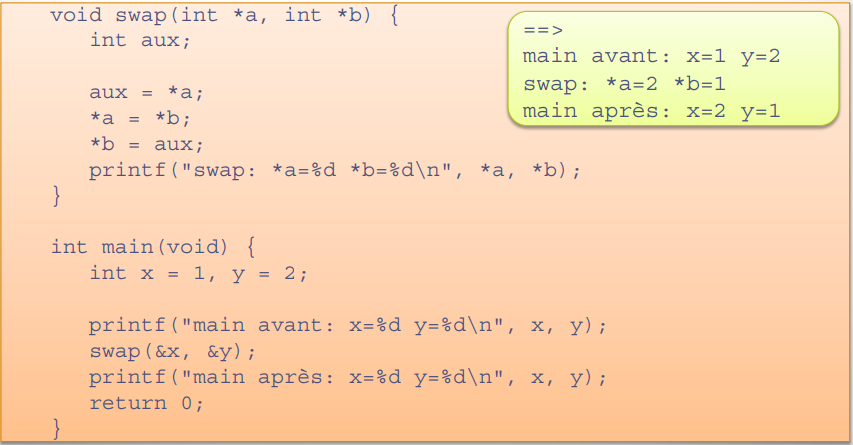 void swap(int *a, int *b) {
int aux;
aux = *a;
*a = *b;
*b = aux;
printf("swap: *a=%d *b=%d\n", *a, *b);
}
int main(void) {
int x = 1, y = 2;
printf("main avant: x=%d y=%d\n", x, y);
swap(&x, &y);
printf("main après: x=%d y=%d\n", x, y);
return 0;
}
==>
main avant: x=1 y=2
swap: *a=2 *b=1
main après: x=2 y=1